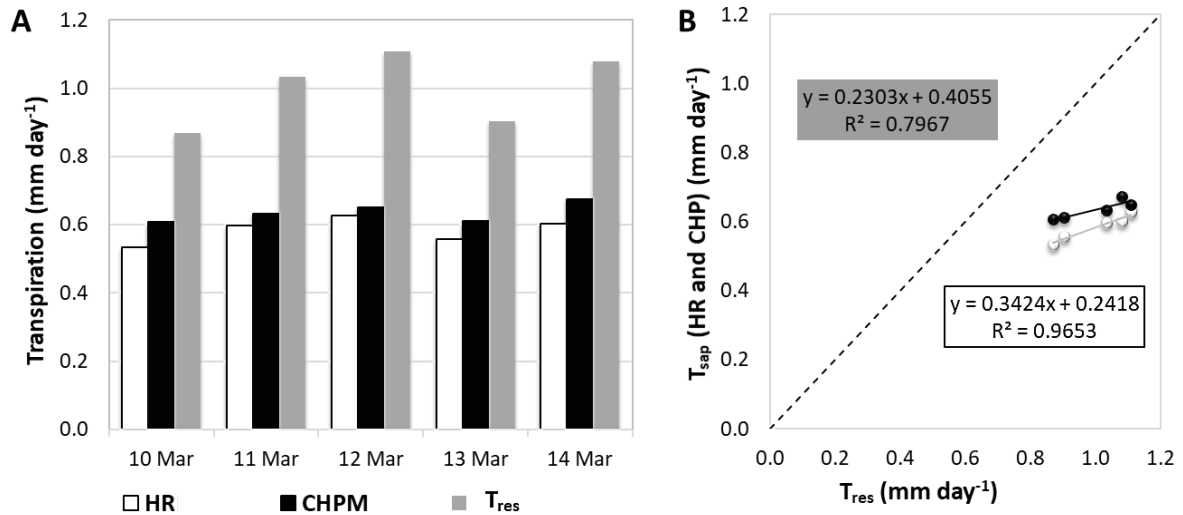 A
Transpiration (mm day⁻¹)
1.2
1.0
0.8
0.6
0.4
0.2
0.0
10 Mar 11 Mar 12 Mar 13 Mar 14 Mar
HR CHPM T_res
B
T_sap (HR and CHP) (mm day⁻¹)
1.2
1.0
0.8
0.6
0.4
0.2
0.0
y = 0.2303x + 0.4055
R² = 0.7967
y = 0.3424x + 0.2418
R² = 0.9653
0.0 0.2 0.4 0.6 0.8 1.0 1.2
T_res (mm day⁻¹)